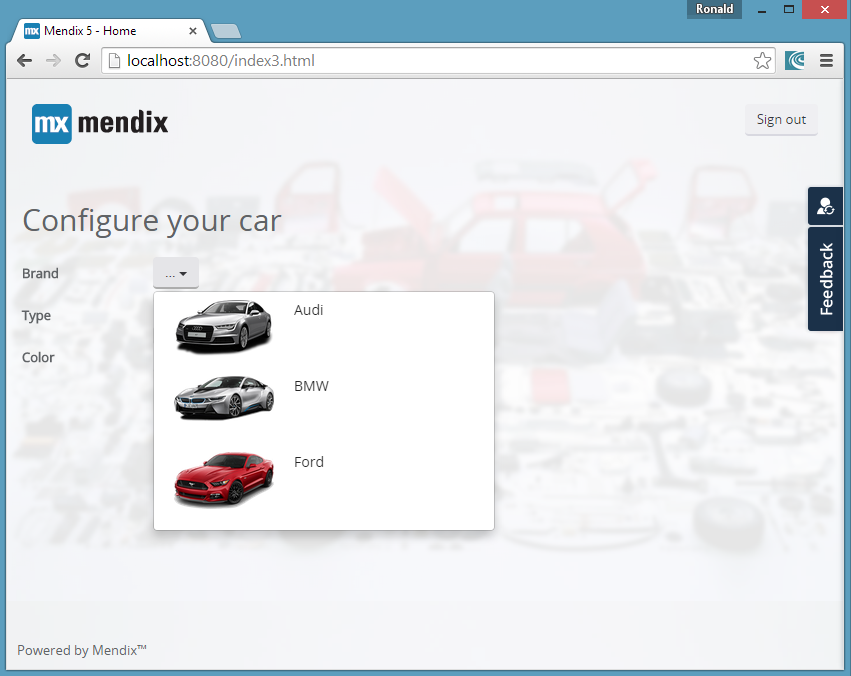 Ronald
mx Mendix 5 - Home
localhost:8080/index3.html
mx mendix
Sign out
Configure your car
Feedback
Brand
...
Audi
Type
Color
BMW
Ford
Powered by Mendix™